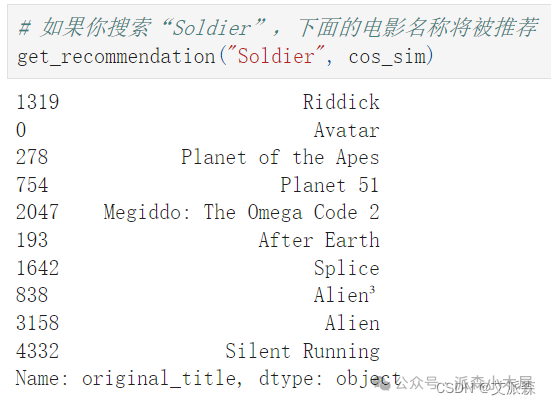 # 如果你搜索“Soldier”，下面的电影名称将被推荐
get_recommendation("Soldier", cos_sim)
1319 Riddick
0 Avatar
278 Planet of the Apes
754 Planet 51
2047 Megiddo: The Omega Code 2
193 After Earth
1642 Splice
838 Alien³
3158 Alien
4332 Silent Running
Name: original_title, dtype: object
公众号·派森小木屋
CSDN @艾派森